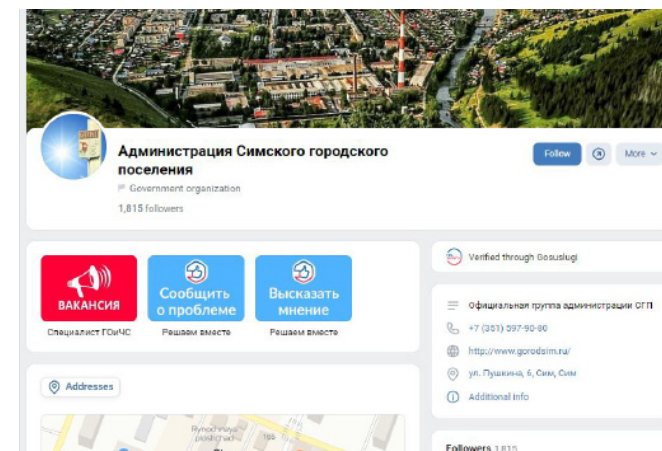 Администрация Симского городского
поселения
Government organization
1,815 followers
Follow
More
ВАКАНСИЯ
Специалист ГОиЧС
Сообщить
о проблеме
Решаем вместе
Высказать
мнение
Решаем вместе
Addresses
Verified through Gosuslugi
Официальная группа администрации СГП
+7 (351) 597-90-80
http://www.gorodsim.ru/
ул. Пушкина, 6, Сим, Сим
Additional info
Followers 1,815